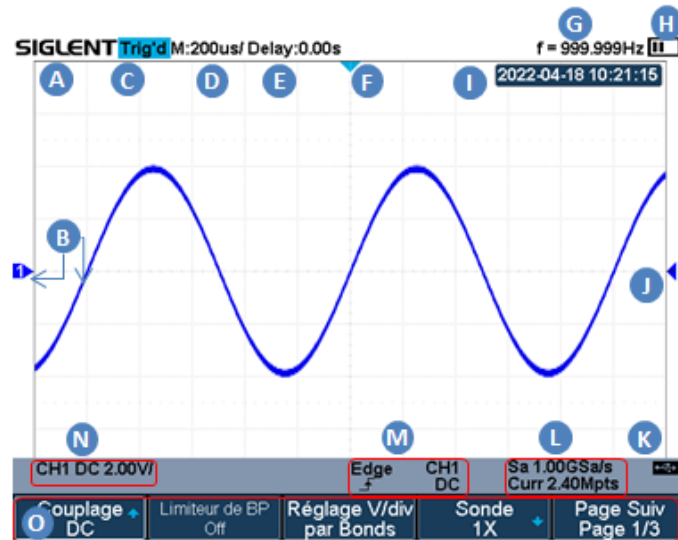 G
H
SIGLENT Trig'd M:200us/ Delay:0.00s f = 999.999Hz
A C D E F I
2022-04-18 10:21:15
B
1
J
N M L K
CH1 DC 2.00V/ Edge CH1 Sa 1.00GSa/s
DC Curr 2.40Mpts
O
Couplage Limiteur de BP Réglage V/div Sonde Page Suiv
DC Off par Bonds 1X Page 1/3